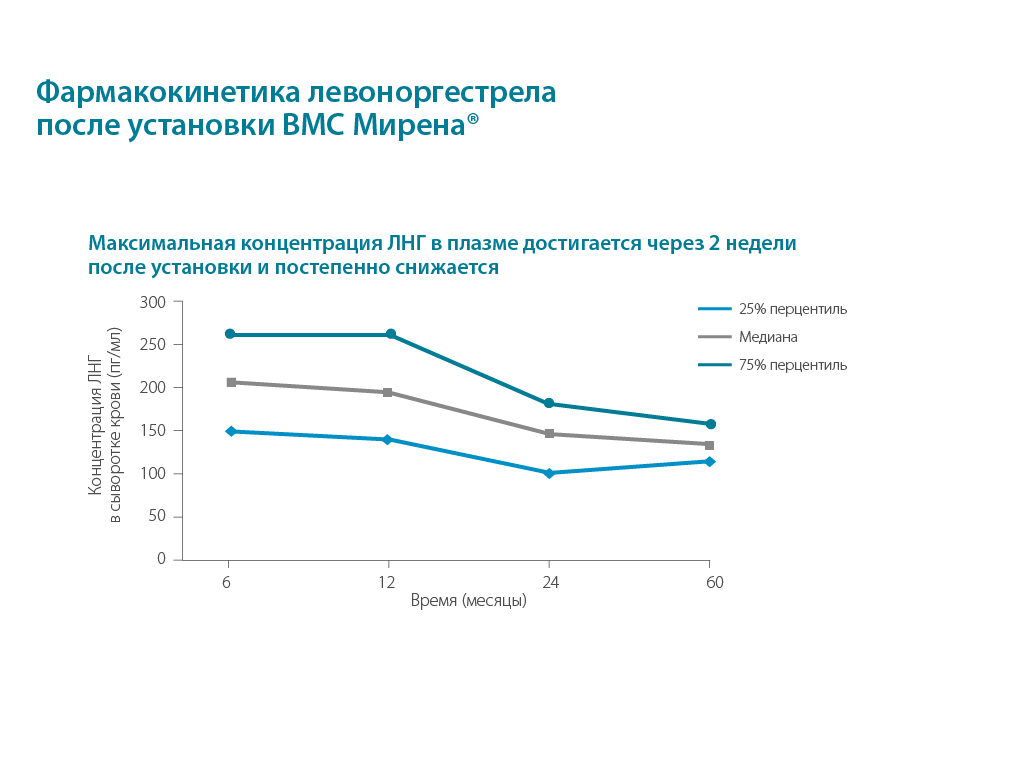 Фармакокинетика левоноргестрела
после установки ВМС Мирена®
Максимальная концентрация ЛНГ в плазме достигается через 2 недели
после установки и постепенно снижается
Концентрация ЛНГ
в сыворотке крови (пг/мл)
300
250
200
150
100
50
0
6
12
24
60
Время (месяцы)
25% перцентиль
Медиана
75% перцентиль